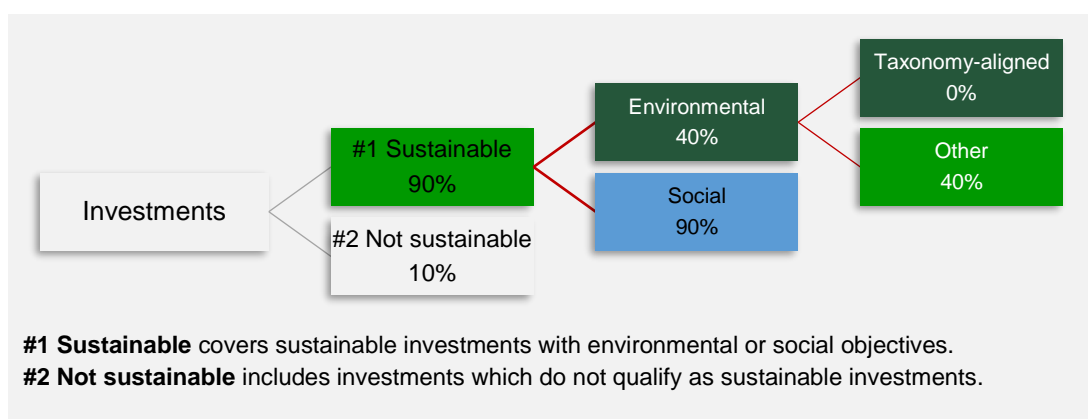 Investments
#1 Sustainable
90%
#2 Not sustainable
10%
Environmental
40%
Social
90%
Taxonomy-aligned
0%
Other
40%
#1 Sustainable covers sustainable investments with environmental or social objectives.
#2 Not sustainable includes investments which do not qualify as sustainable investments.